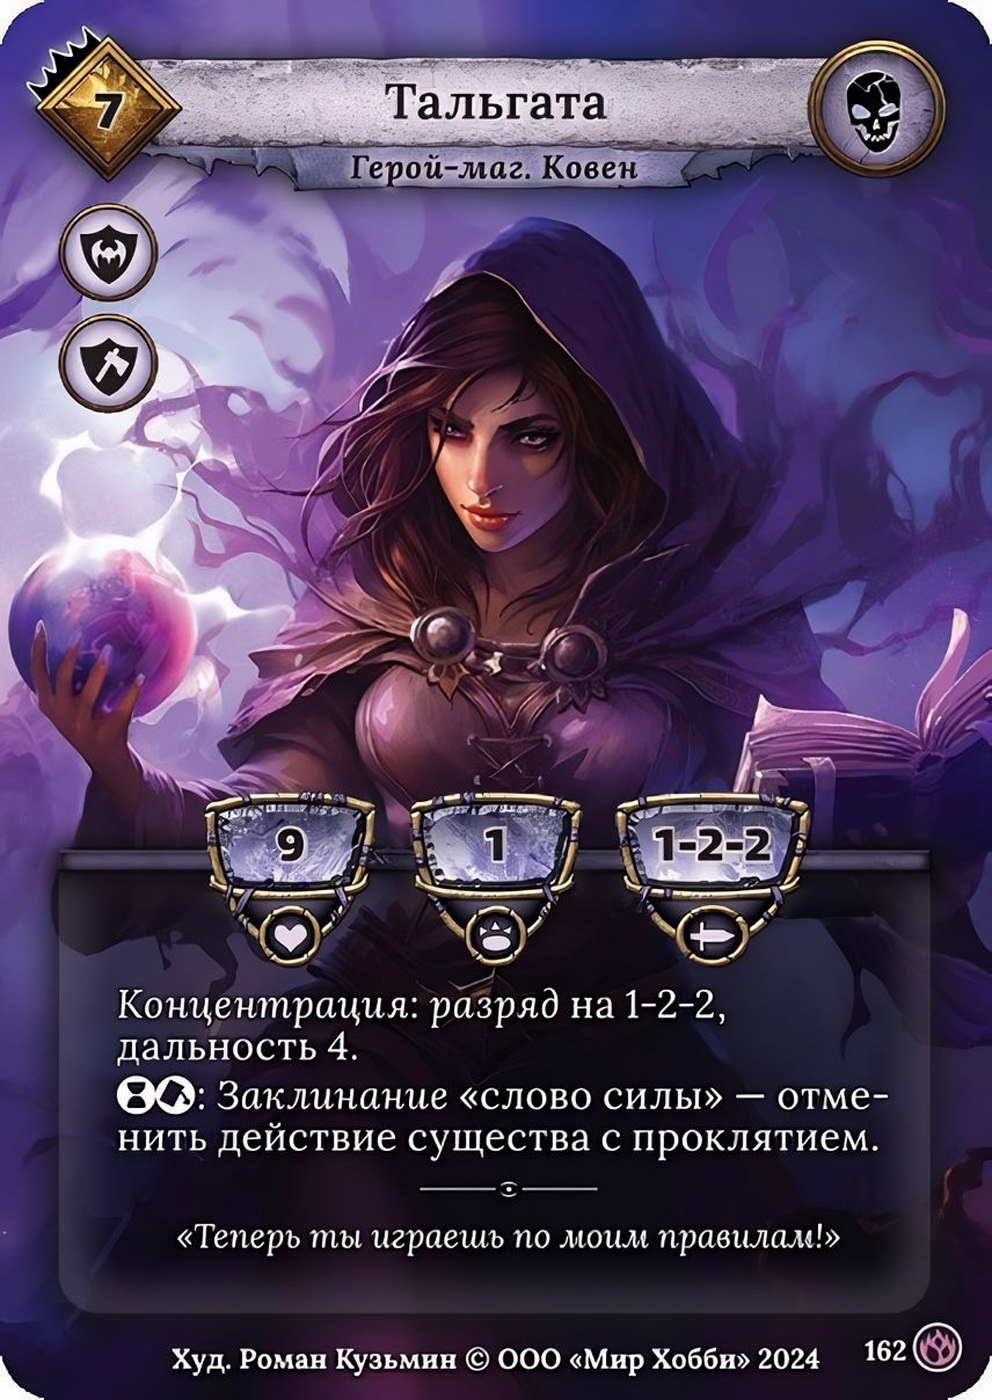 7
Тальгата
Герой-маг. Ковен
9
1
1-2-2
Концентрация: разряд на 1-2-2,
дальность 4.
: Заклинание «слово силы» — отме-
нить действие существа с проклятием.
«Теперь ты играешь по моим правилам!»
Худ. Роман Кузьмин © ООО «Мир Хобби» 2024
162